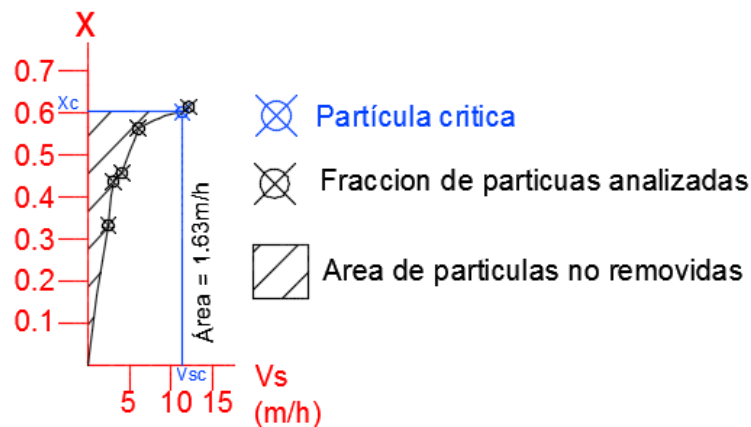 X
0.7
Xc
0.6
0.5
0.4
0.3
0.2
0.1
Área = 1.63m/h
Vsc
5
10
15
Vs
(m/h)
Partícula critica
Fraccion de particuas analizadas
Area de particulas no removidas